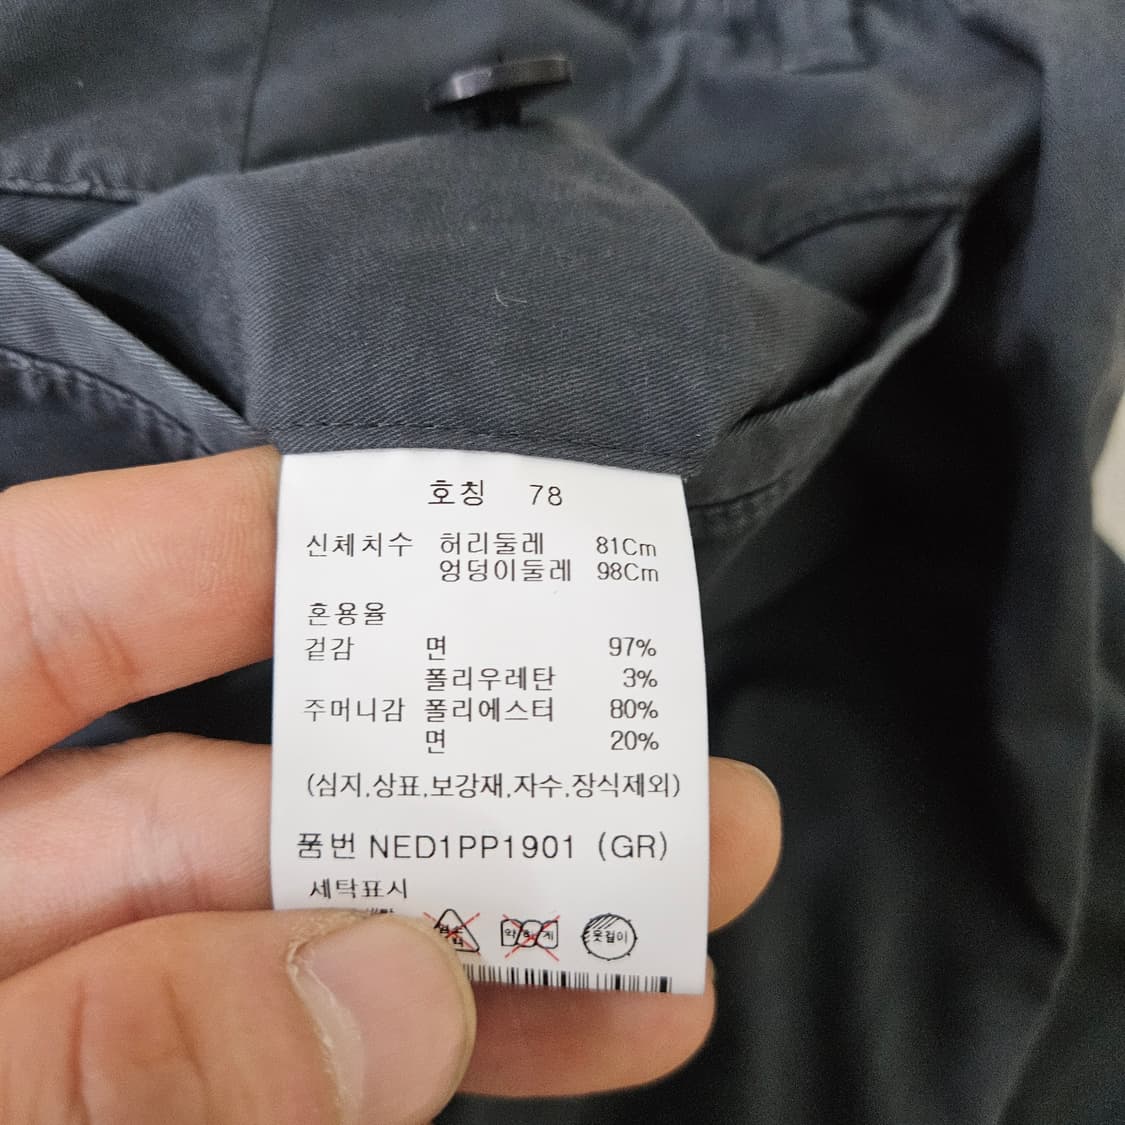 호칭 78
신체치수 허리둘레 81Cm
엉덩이둘레 98Cm
혼용율
겉감 면 97%
폴리우레탄 3%
주머니감 폴리에스터 80%
면 20%
(심지,상표,보강재,자수,장식제외)
품번 NED1PP1901 (GR)
세탁표시
약하게 옷걸이